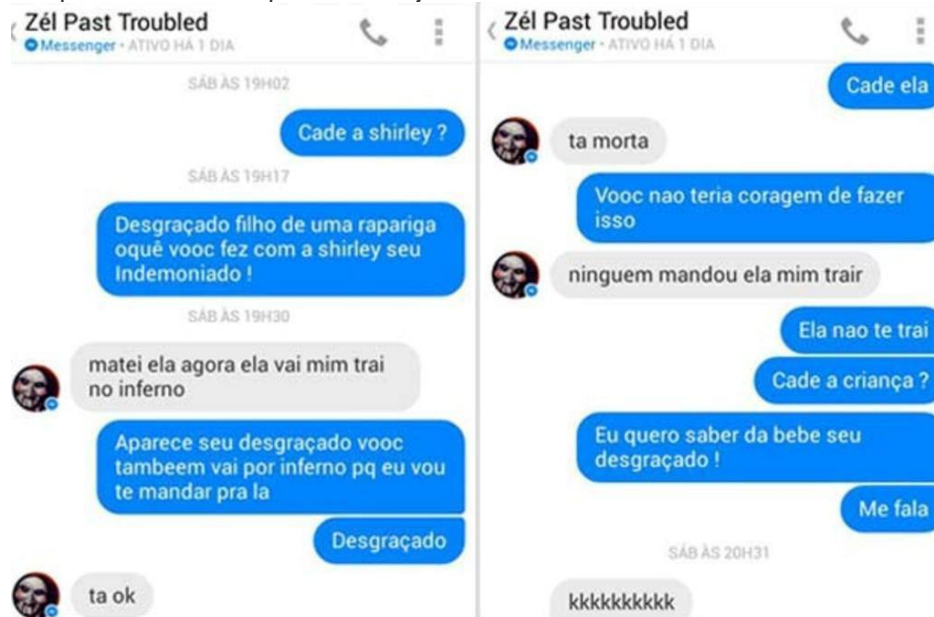 Zél Past Troubled
Messenger • ATIVO HÁ 1 DIA
SÁB ÀS 19H02
Cade a shirley ?
SÁB ÀS 19H17
Desgraçado filho de uma rapariga
oquê vooc fez com a shirley seu
Indemoniado !
SÁB ÀS 19H30
matei ela agora ela vai mim trai
no inferno
Aparece seu desgraçado vooc
tambeem vai por inferno pq eu vou
te mandar pra la
Desgraçado
ta ok
Zél Past Troubled
Messenger • ATIVO HÁ 1 DIA
Cade ela
ta morta
Vooc nao teria coragem de fazer
isso
ninguem mandou ela mim trair
Ela nao te trai
Cade a criança ?
Eu quero saber da bebe seu
desgraçado !
Me fala
SÁB ÀS 20H31
kkkkkkkkkk